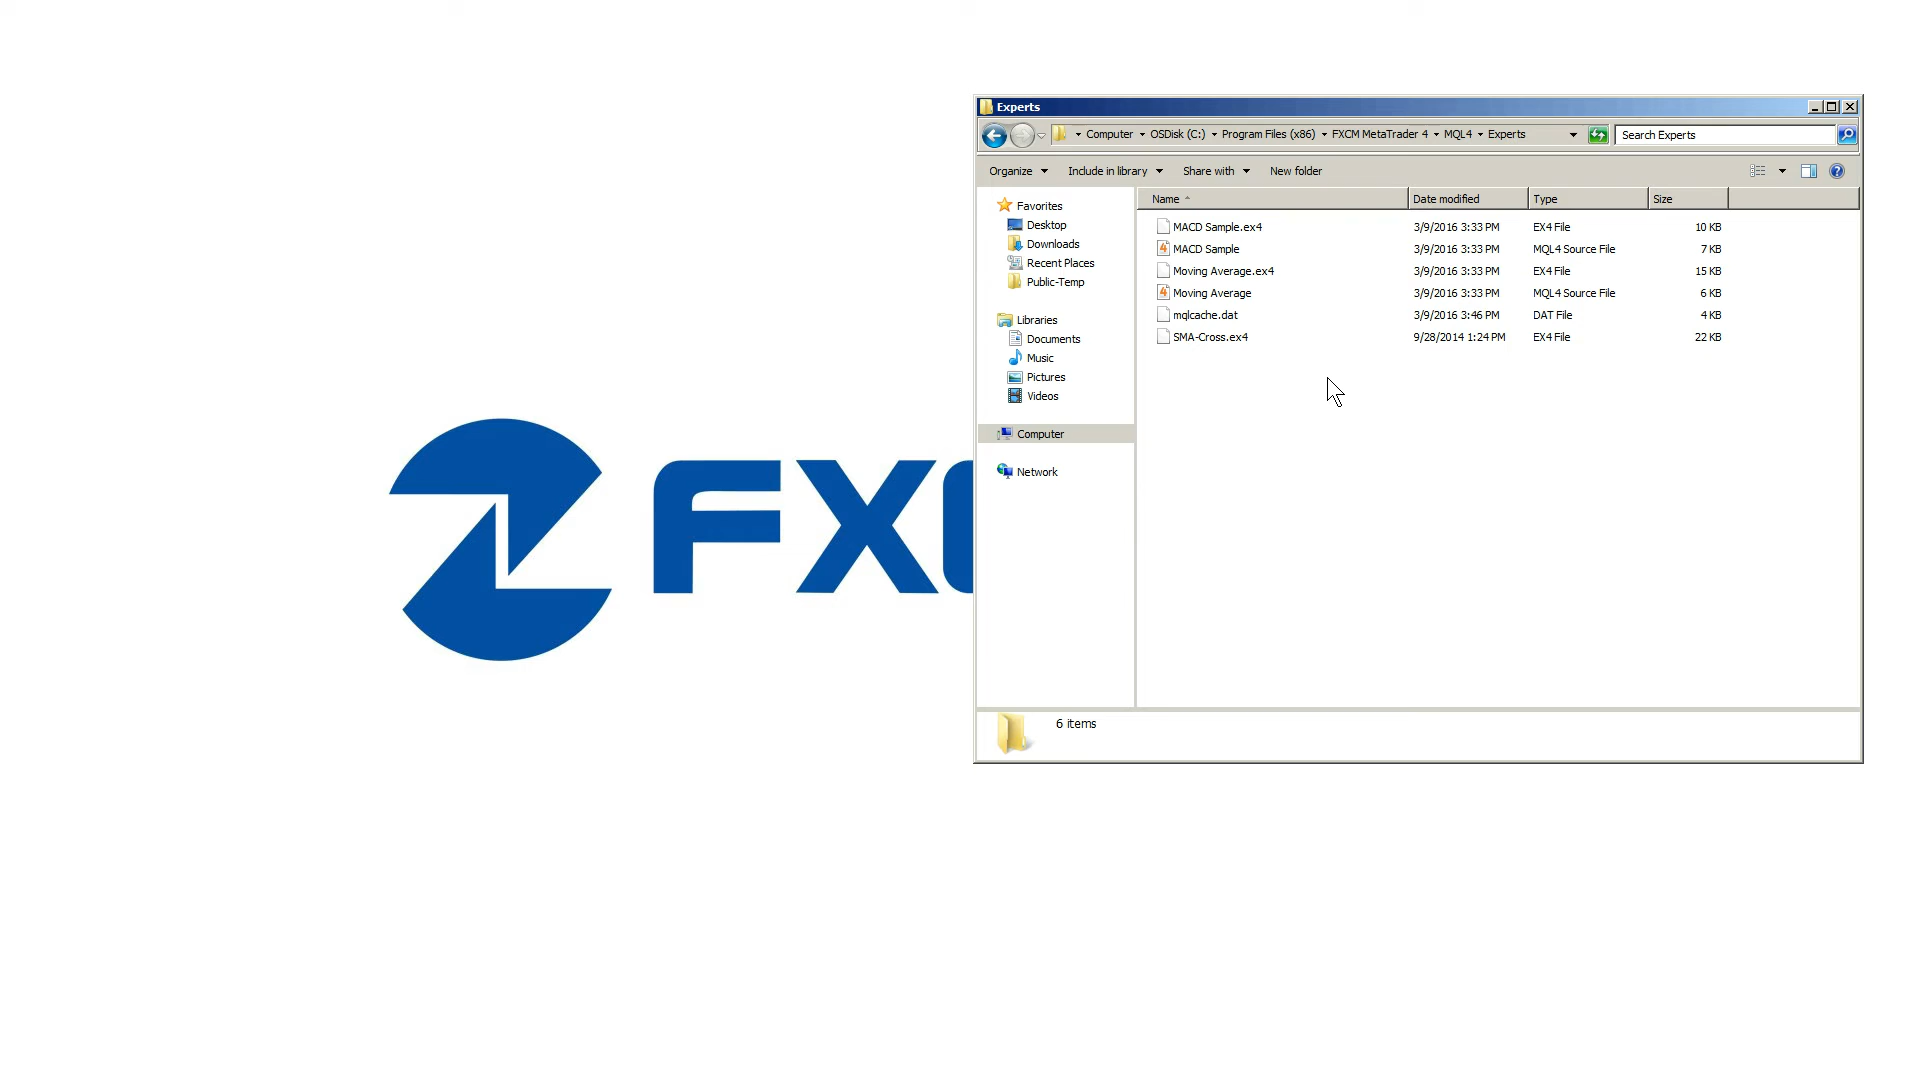 FXC
Experts
Computer OSDisk (C:) Program Files (x86) FXCM MetaTrader 4 MQL4 Experts Search Experts
Organize Include in library Share with New folder
Favorites
Desktop
Downloads
Recent Places
Public-Temp
Libraries
Documents
Music
Pictures
Videos
Computer
Network
Name Date modified Type Size
MACD Sample.ex4 3/9/2016 3:33 PM EX4 File 10 KB
MACD Sample 3/9/2016 3:33 PM MQL4 Source File 7 KB
Moving Average.ex4 3/9/2016 3:33 PM EX4 File 15 KB
Moving Average 3/9/2016 3:33 PM MQL4 Source File 6 KB
mqlcache.dat 3/9/2016 3:46 PM DAT File 4 KB
SMA-Cross.ex4 9/28/2014 1:24 PM EX4 File 22 KB
6 items